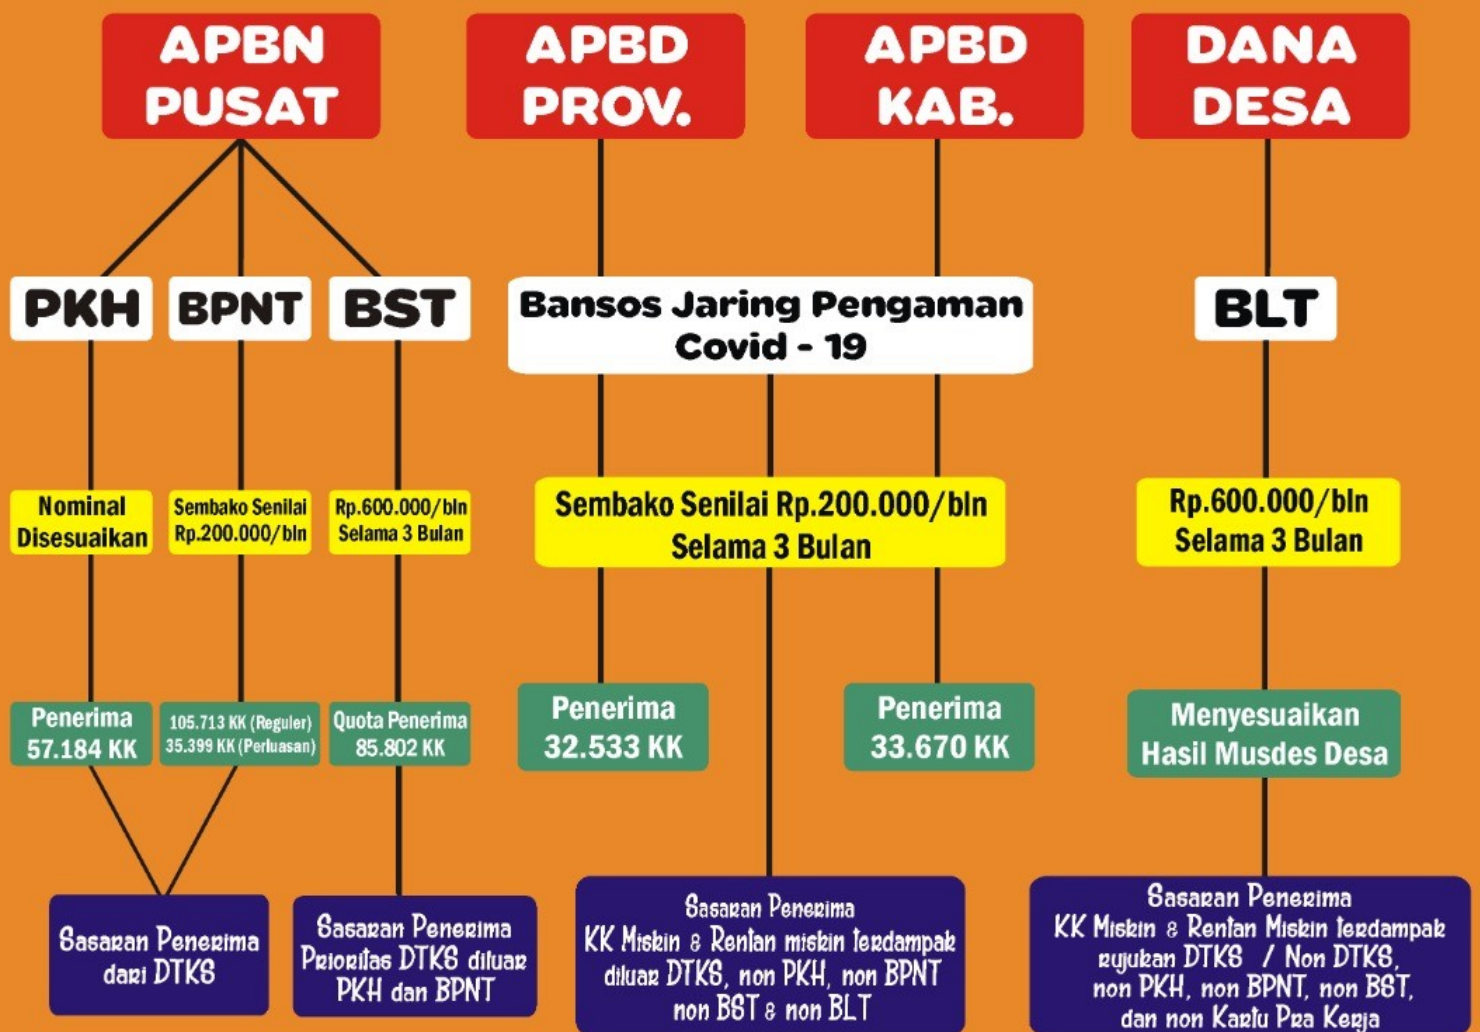 APBN
PUSAT
APBD
PROV.
APBD
KAB.
DANA
DESA
PKH
BPNT
BST
Bansos Jaring Pengaman
Covid - 19
BLT
Nominal
Disesuaikan
Sembako Senilai
Rp.200.000/bln
Rp.600.000/bln
Selama 3 Bulan
Sembako Senilai Rp.200.000/bln
Selama 3 Bulan
Rp.600.000/bln
Selama 3 Bulan
Penerima
57.184 KK
105.713 KK (Reguler)
35.399 KK (Perluasan)
Quota Penerima
85.802 KK
Penerima
32.533 KK
Penerima
33.670 KK
Menyesuaikan
Hasil Musdes Desa
Sasaran Penerima
dari DTKS
Sasaran Penerima
Prioritas DTKS diluar
PKH dan BPNT
Sasaran Penerima
KK Miskin & Rentan miskin terdampak
diluar DTKS, non PKH, non BPNT
non BST & non BLT
Sasaran Penerima
KK Miskin & Rentan Miskin terdampak
rujukan DTKS / Non DTKS,
non PKH, non BPNT, non BST,
dan non Kartu Pra Kerja